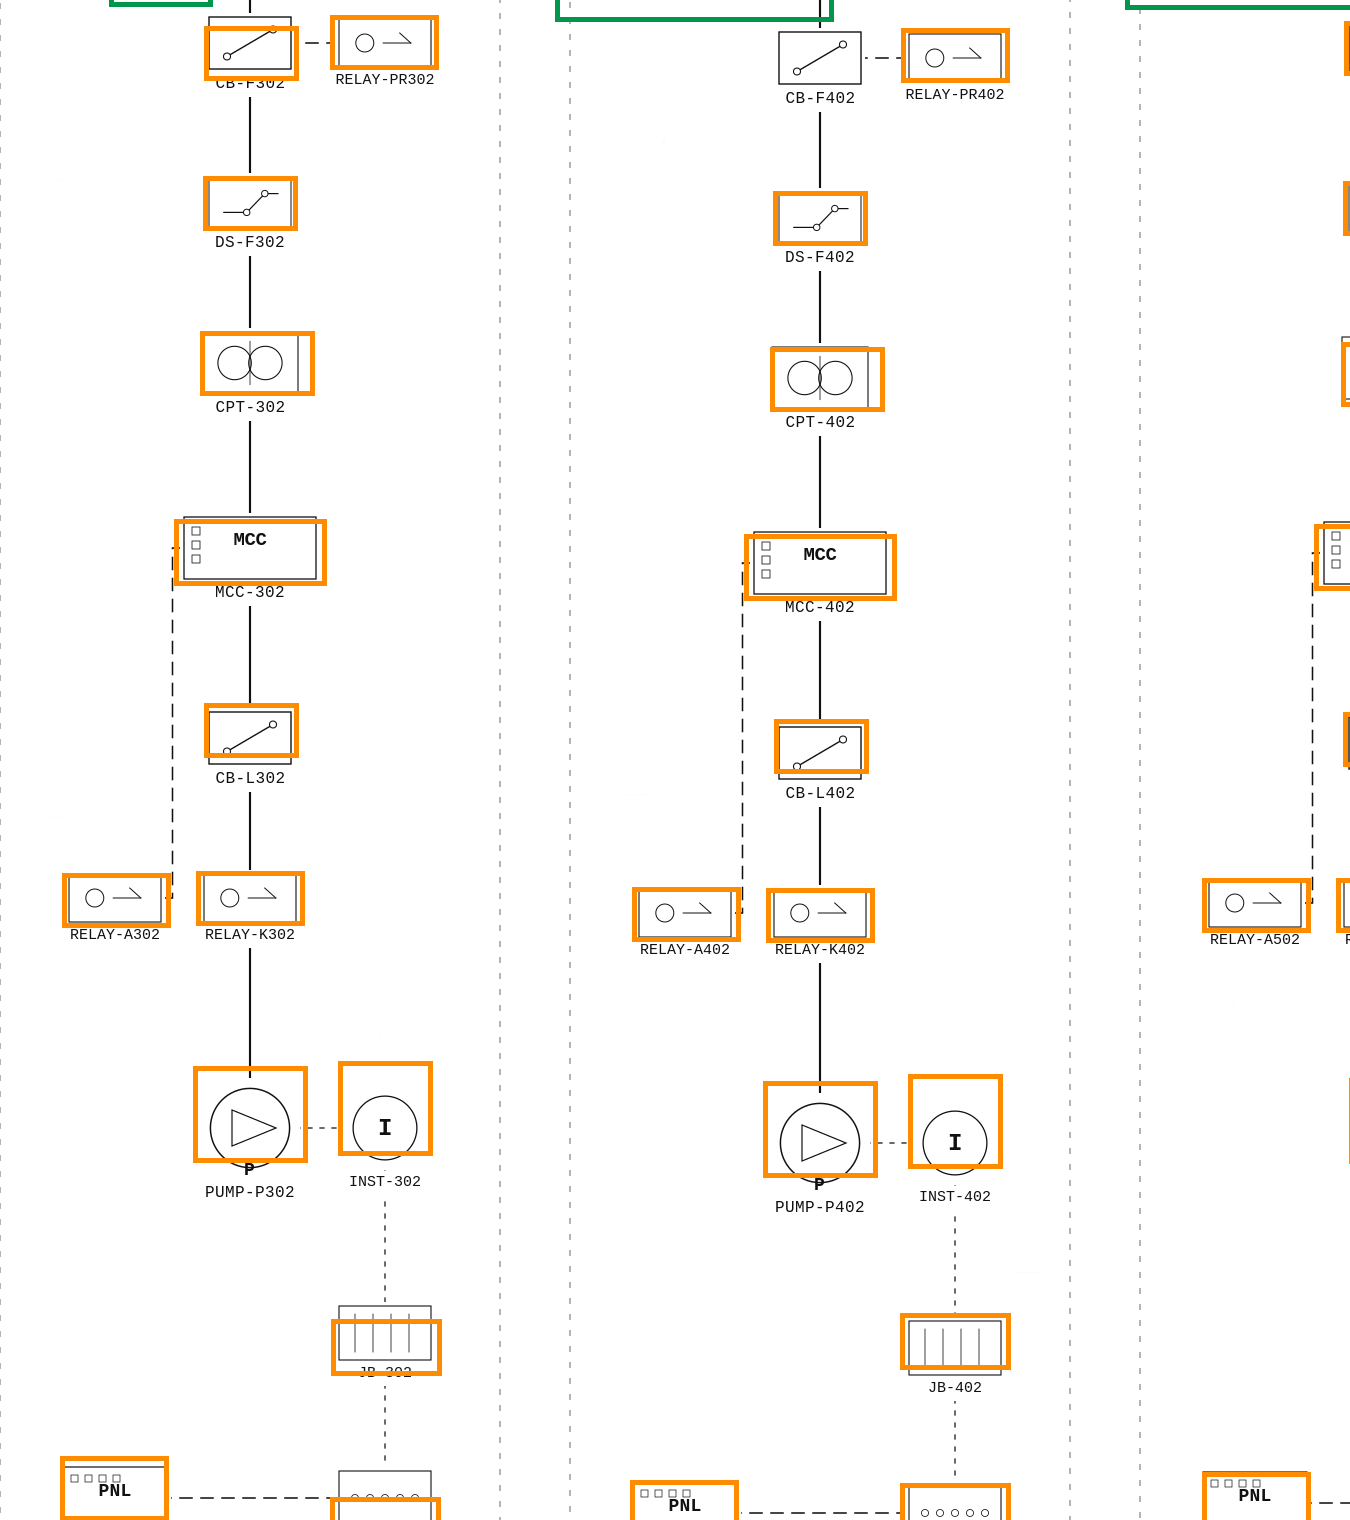 CB-F302
RELAY-PR302
CB-F402
RELAY-PR402
DS-F302
DS-F402
CPT-302
CPT-402
MCC
MCC-302
MCC
MCC-402
CB-L302
CB-L402
RELAY-A302
RELAY-K302
RELAY-A402
RELAY-K402
RELAY-A502
I
P
PUMP-P302
INST-302
I
P
PUMP-P402
INST-402
JB-302
JB-402
PNL
PNL
PNL